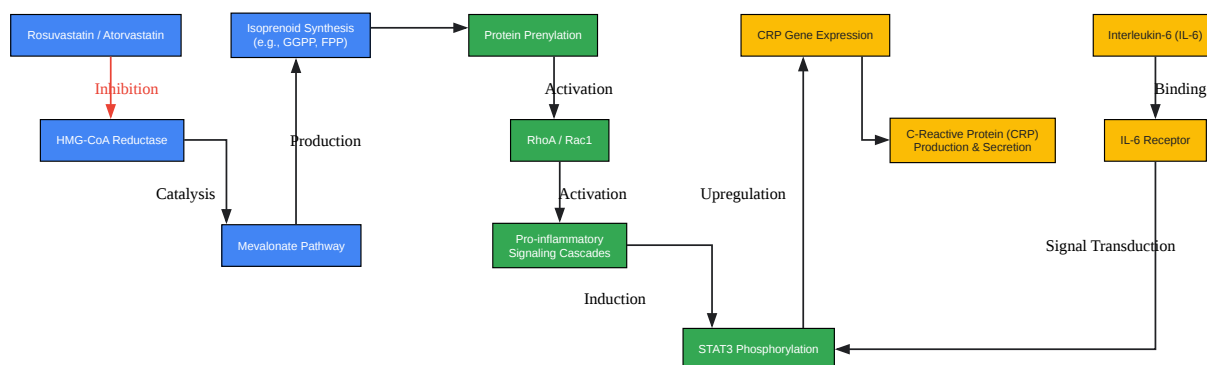 Rosuvastatin / Atorvastatin
Inhibition
HMG-CoA Reductase
Catalysis
Mevalonate Pathway
Production
Isoprenoid Synthesis
(e.g., GGPP, FPP)
Protein Prenylation
Activation
RhoA / Rac1
Activation
Pro-inflammatory
Signaling Cascades
Induction
STAT3 Phosphorylation
Upregulation
CRP Gene Expression
C-Reactive Protein (CRP)
Production & Secretion
Interleukin-6 (IL-6)
Binding
IL-6 Receptor
Signal Transduction